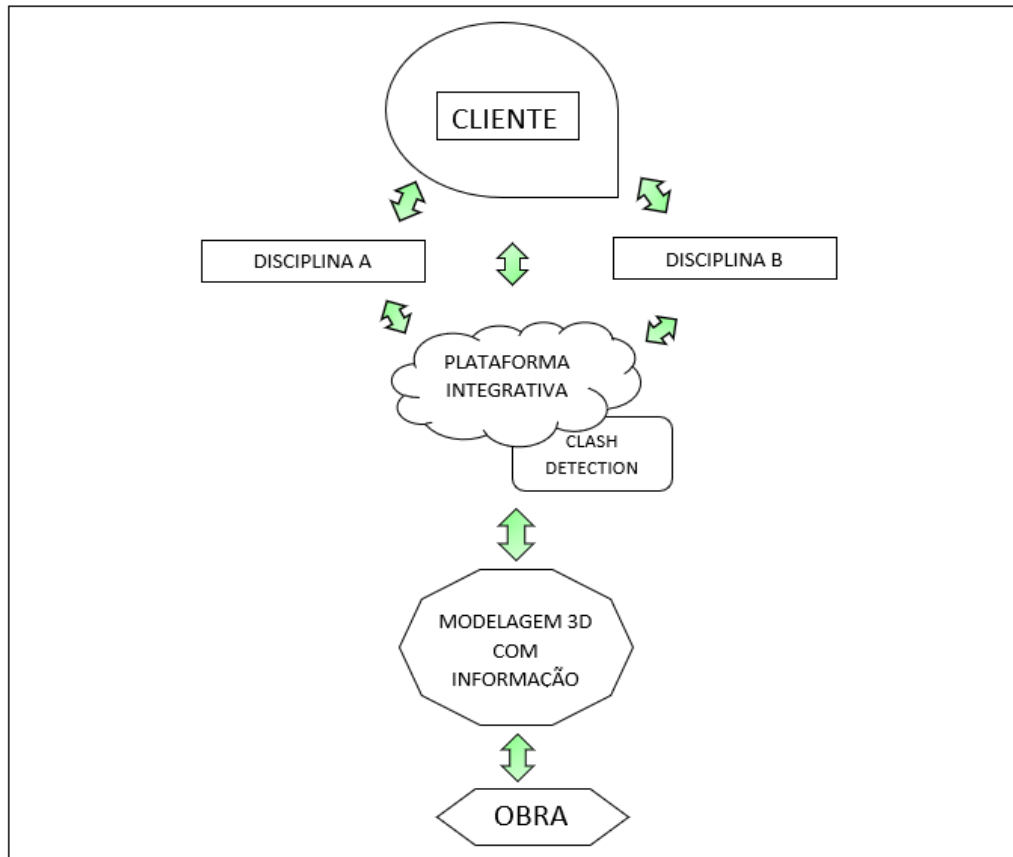 CLIENTE
DISCIPLINA A
DISCIPLINA B
PLATAFORMA
INTEGRATIVA
CLASH
DETECTION
MODELAGEM 3D
COM
INFORMAÇÃO
OBRA